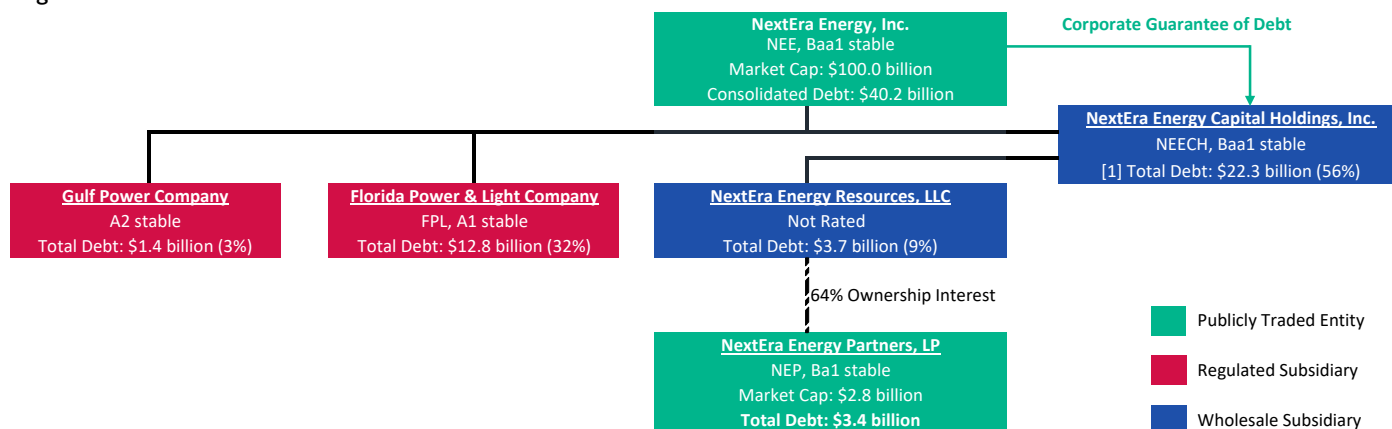 NextEra Energy, Inc.
NEE, Baa1 stable
Market Cap: $100.0 billion
Consolidated Debt: $40.2 billion
Corporate Guarantee of Debt
NextEra Energy Capital Holdings, Inc.
NEECH, Baa1 stable
[1] Total Debt: $22.3 billion (56%)
Gulf Power Company
A2 stable
Total Debt: $1.4 billion (3%)
Florida Power & Light Company
FPL, A1 stable
Total Debt: $12.8 billion (32%)
NextEra Energy Resources, LLC
Not Rated
Total Debt: $3.7 billion (9%)
64% Ownership Interest
NextEra Energy Partners, LP
NEP, Ba1 stable
Market Cap: $2.8 billion
Total Debt: $3.4 billion
Publicly Traded Entity
Regulated Subsidiary
Wholesale Subsidiary